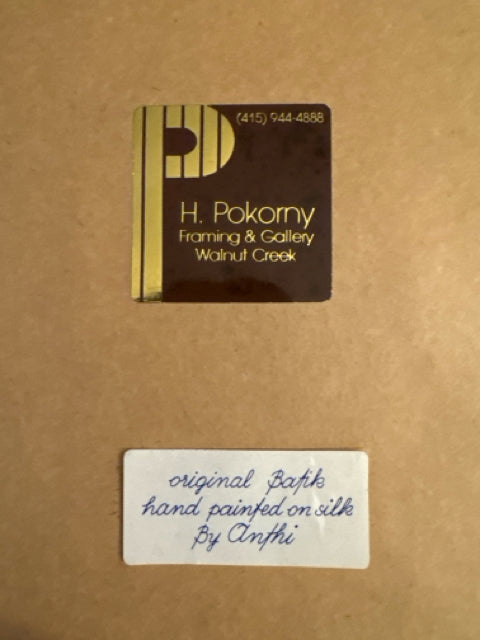 (415) 944-4888
H. Pokorny
Framing & Gallery
Walnut Creek
original Batik
hand painted on silk
By Anthi